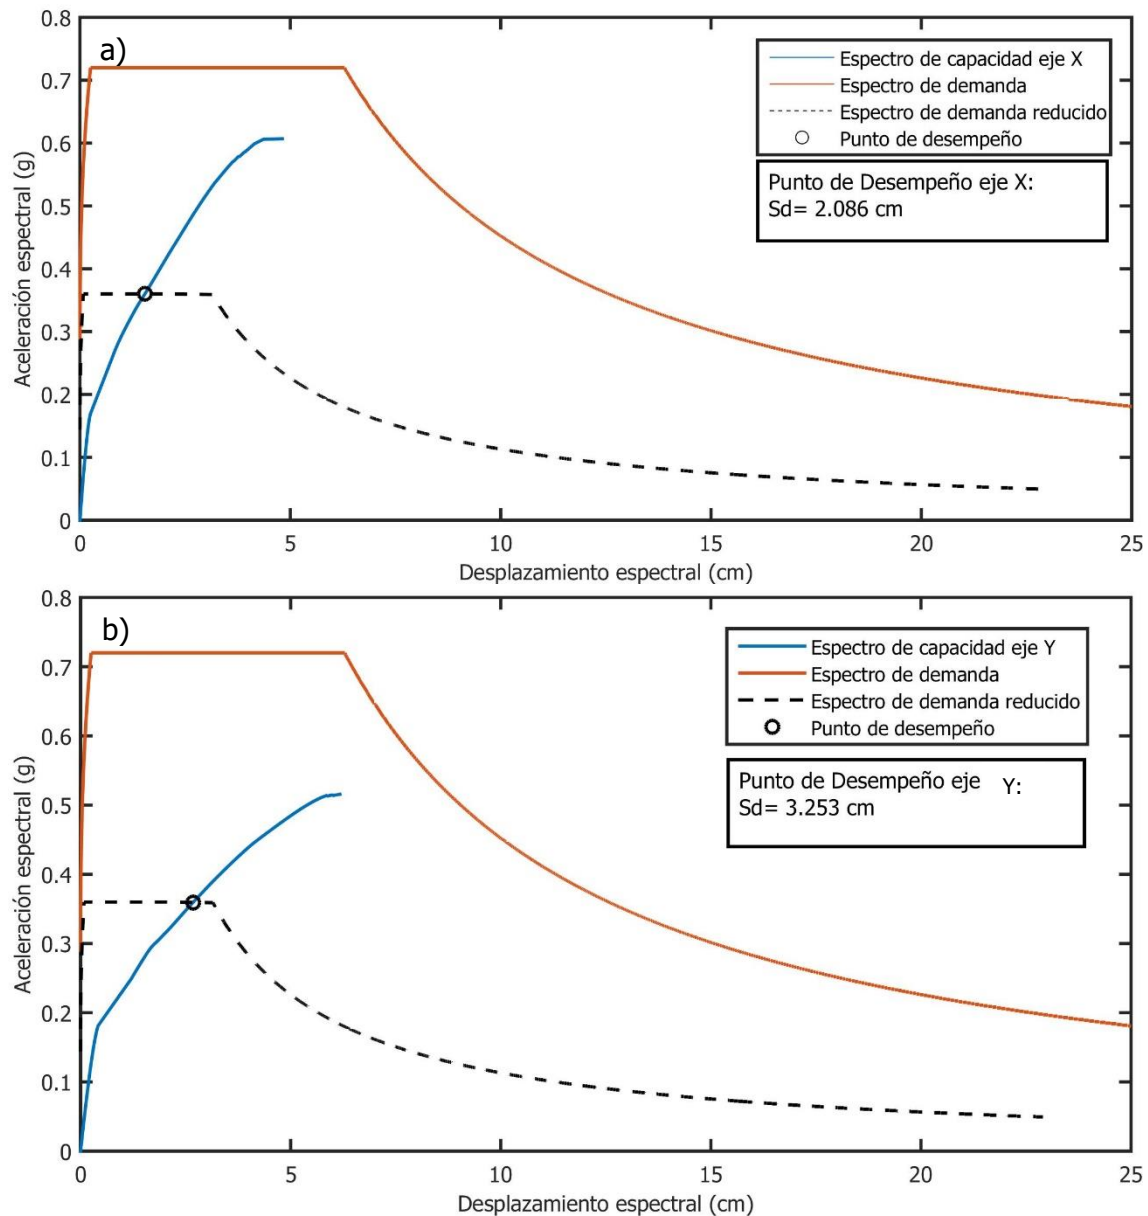 a)
Aceleración espectral (g)
0.8
0.7
0.6
0.5
0.4
0.3
0.2
0.1
0
Espectro de capacidad eje X
Espectro de demanda
Espectro de demanda reducido
Punto de desempeño
Punto de Desempeño eje X:
Sd= 2.086 cm
0 5 10 15 20 25
Desplazamiento espectral (cm)
b)
Aceleración espectral (g)
0.8
0.7
0.6
0.5
0.4
0.3
0.2
0.1
0
Espectro de capacidad eje Y
Espectro de demanda
Espectro de demanda reducido
Punto de desempeño
Punto de Desempeño eje Y:
Sd= 3.253 cm
0 5 10 15 20 25
Desplazamiento espectral (cm)